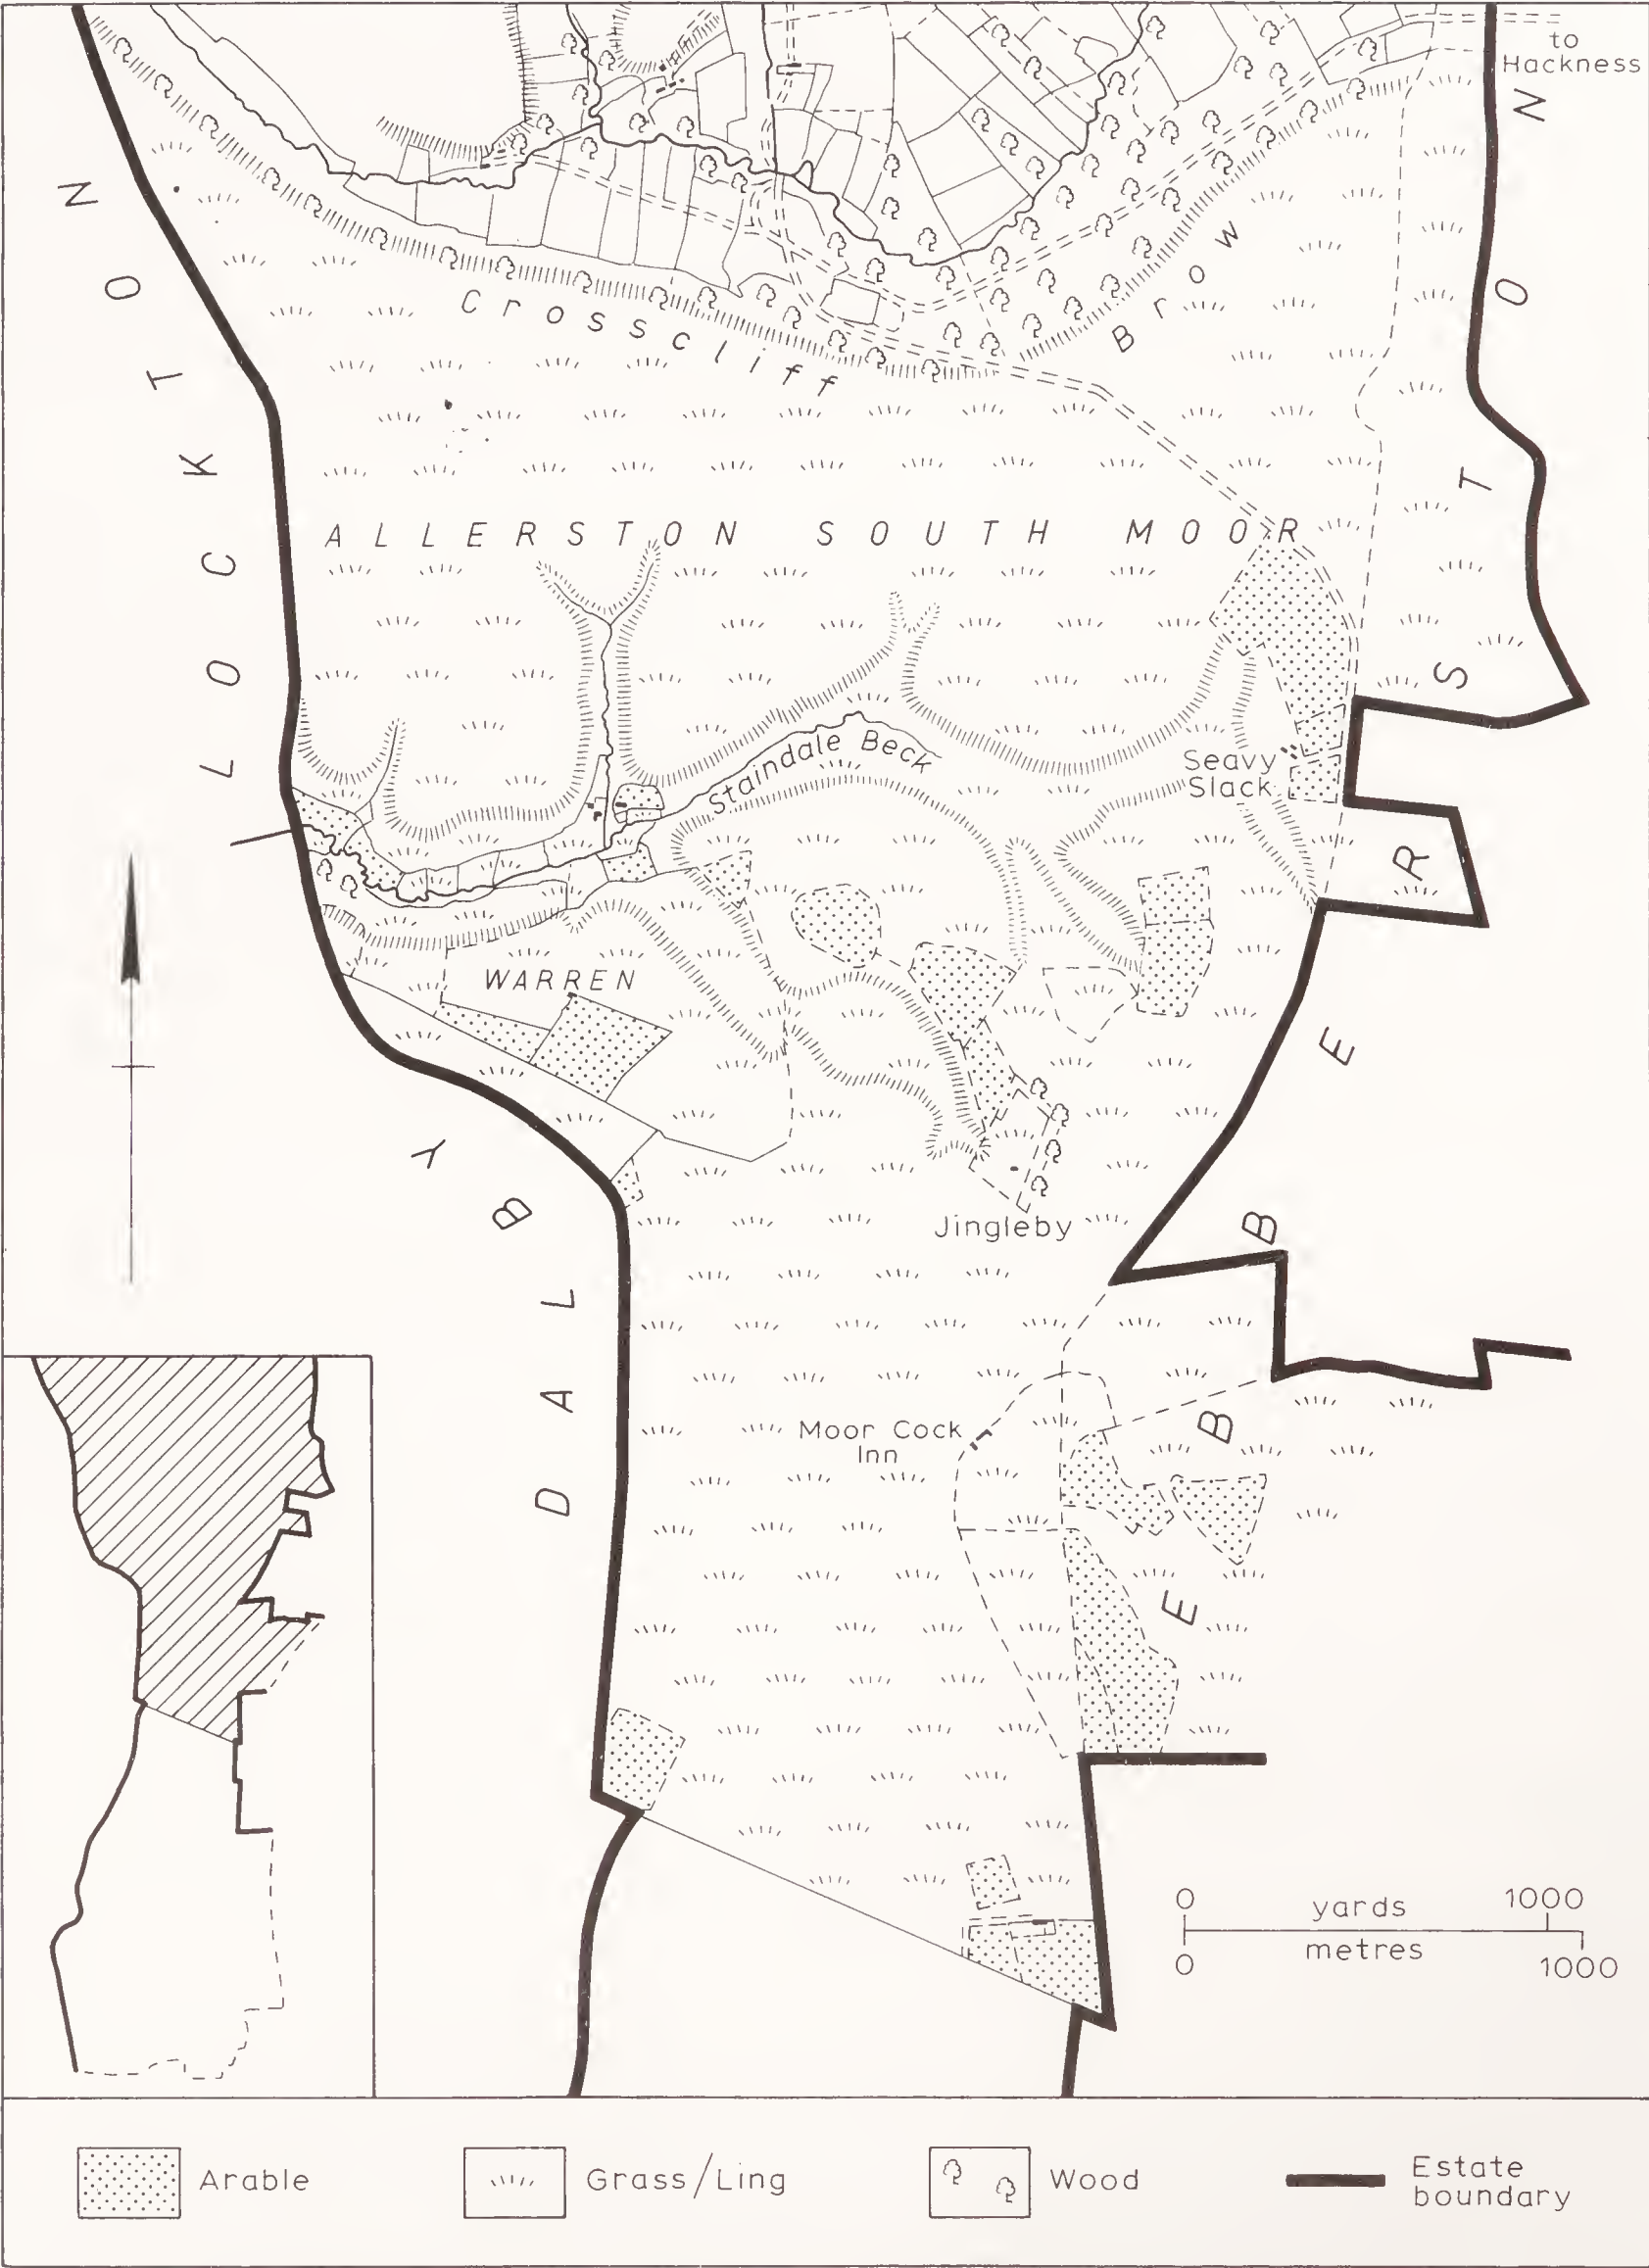 to
Hackness
LOCKTON
Crosscliff
Brow
ALLERSTON SOUTH MOOR
Staindale Beck
Seavy
Slack
WARREN
EBBERSTON
DALBY
Jingleby
Moor Cock
Inn
0 yards 1000
0 metres 1000
Arable
Grass/Ling
Wood
Estate
boundary